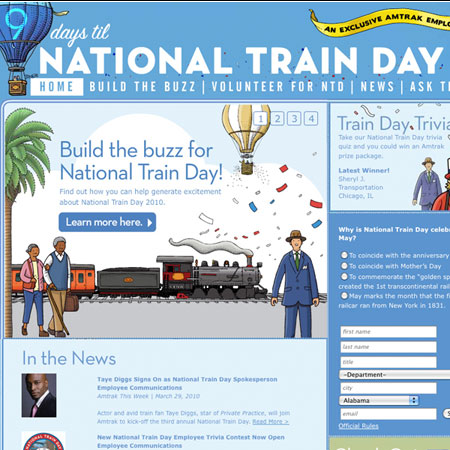 9
days til
AN EXCLUSIVE AMTRAK EMPLO
NATIONAL TRAIN DAY
HOME | BUILD THE BUZZ | VOLUNTEER FOR NTD | NEWS | ASK T
1 2 3 4
Build the buzz for
National Train Day!
Find out how you can help generate excitement
about National Train Day 2010.
Learn more here.
Train Day Trivia
Take our National Train Day trivia
quiz and you could win an Amtrak
prize package.
Latest Winner!
Sheryl J.
Transportation
Chicago, IL
Why is National Train Day celeb
May?
To coincide with the anniversary
To coincide with Mother's Day
To commemorate the "golden sp
created the 1st transcontinental rail
May marks the month that the fi
railcar ran from New York in 1831.
first name
last name
title
--Department--
city
Alabama
email
S
Official Rules
In the News
Taye Diggs Signs On as National Train Day Spokesperson
Employee Communications
Amtrak This Week | March 29, 2010
Actor and avid train fan Taye Diggs, star of Private Practice, will join
Amtrak to kick-off the third annual National Train Day. Read More >
New National Train Day Employee Trivia Contest Now Open
Employee Communications
NATIONAL TRAIN DAY